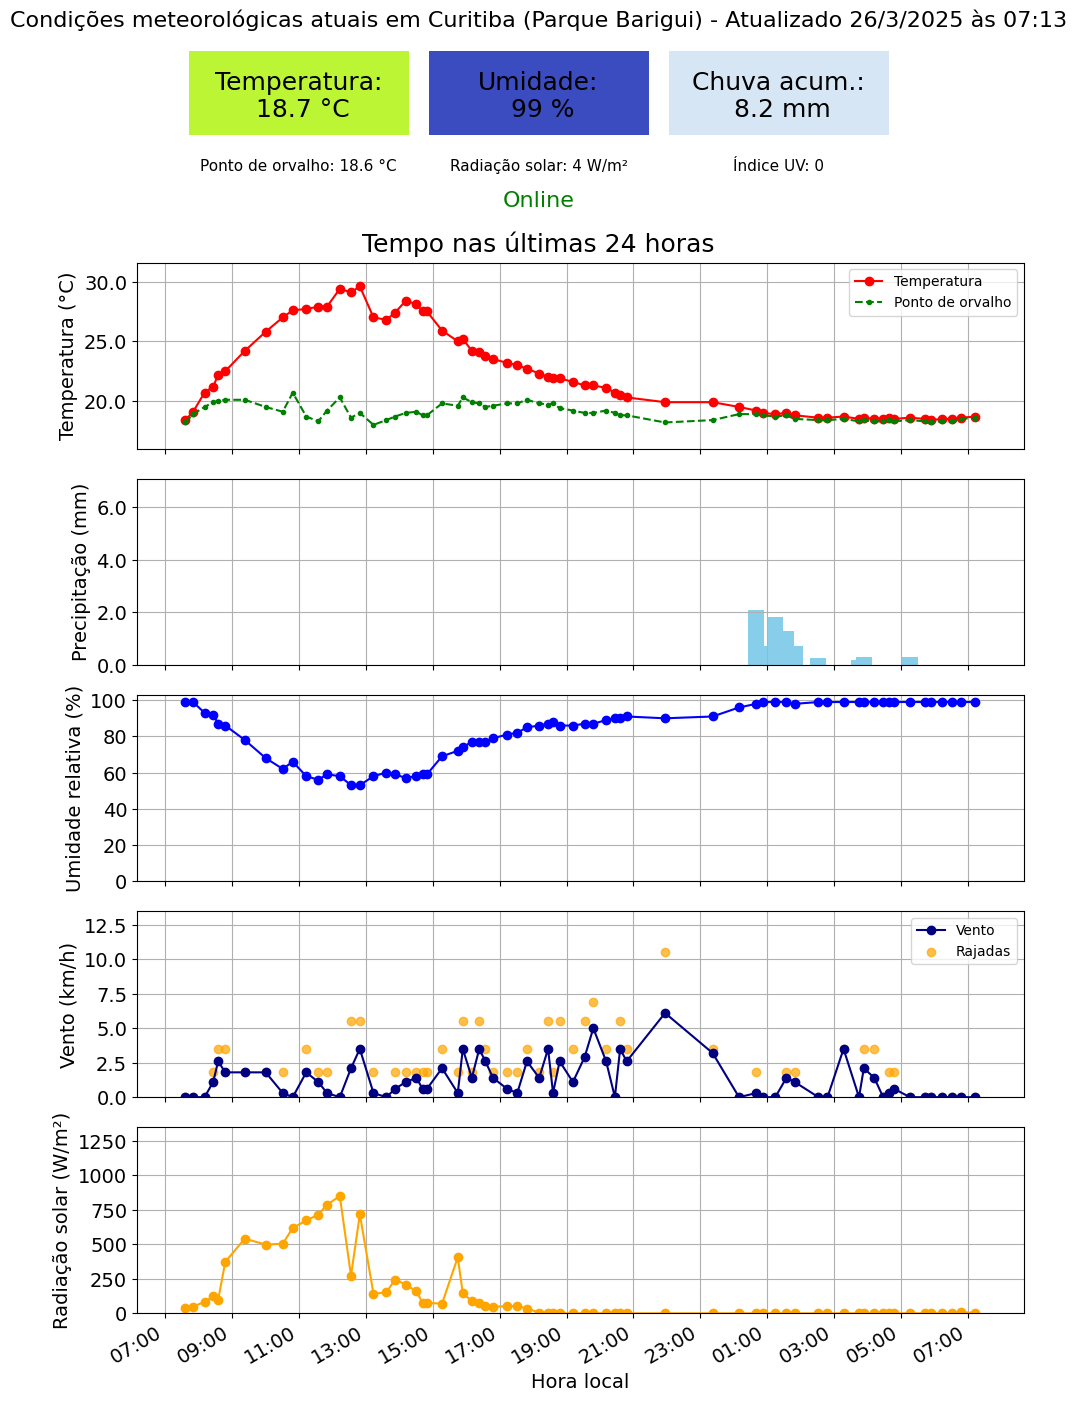 Condições meteorológicas atuais em Curitiba (Parque Barigui) - Atualizado 26/3/2025 às 07:13
Temperatura:
18.7 °C
Umidade:
99 %
Chuva acum.:
8.2 mm
Ponto de orvalho: 18.6 °C
Radiação solar: 4 W/m²
Índice UV: 0
Online
Tempo nas últimas 24 horas
Temperatura (°C)
30.0
25.0
20.0
Temperatura
Ponto de orvalho
Precipitação (mm)
6.0
4.0
2.0
0.0
Umidade relativa (%)
100
80
60
40
20
0
Vento (km/h)
12.5
10.0
7.5
5.0
2.5
0.0
Vento
Rajadas
Radiação solar (W/m²)
1250
1000
750
500
250
0
07:00
09:00
11:00
13:00
15:00
17:00
19:00
21:00
23:00
01:00
03:00
05:00
07:00
Hora local